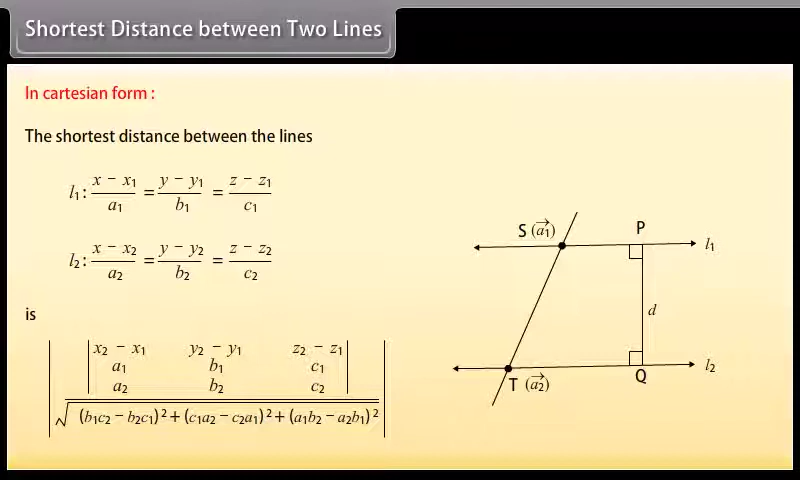 Shortest Distance between Two Lines
In cartesian form :
The shortest distance between the lines
l₁: (x − x₁)/a₁ = (y − y₁)/b₁ = (z − z₁)/c₁
l₂: (x − x₂)/a₂ = (y − y₂)/b₂ = (z − z₂)/c₂
is
x₂ − x₁ y₂ − y₁ z₂ − z₁
a₁ b₁ c₁
a₂ b₂ c₂
√(b₁c₂ − b₂c₁)² + (c₁a₂ − c₂a₁)² + (a₁b₂ − a₂b₁)²
S (a₁⃗) P l₁
d
T (a₂⃗) Q l₂